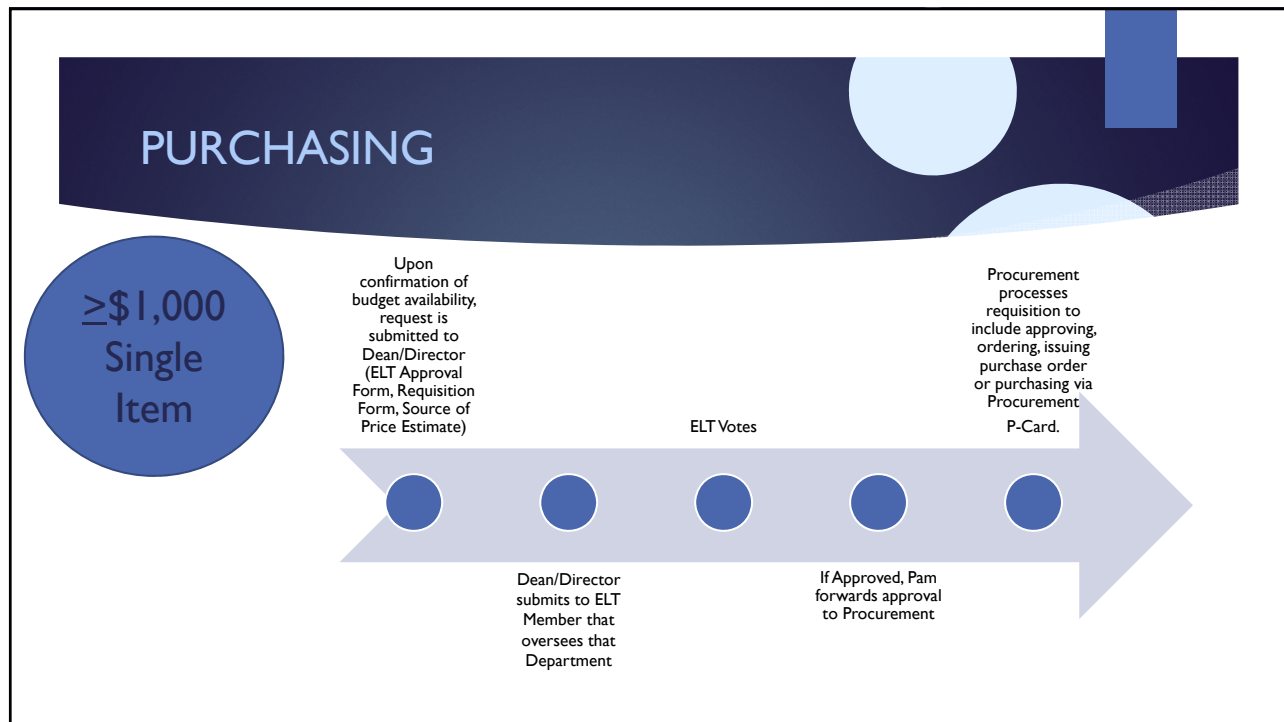 PURCHASING
≥$1,000
Single
Item
Upon
confirmation of
budget availability,
request is
submitted to
Dean/Director
(ELT Approval
Form, Requisition
Form, Source of
Price Estimate)
Dean/Director
submits to ELT
Member that
oversees that
Department
ELT Votes
If Approved, Pam
forwards approval
to Procurement
Procurement
processes
requisition to
include approving,
ordering, issuing
purchase order
or purchasing via
Procurement
P-Card.